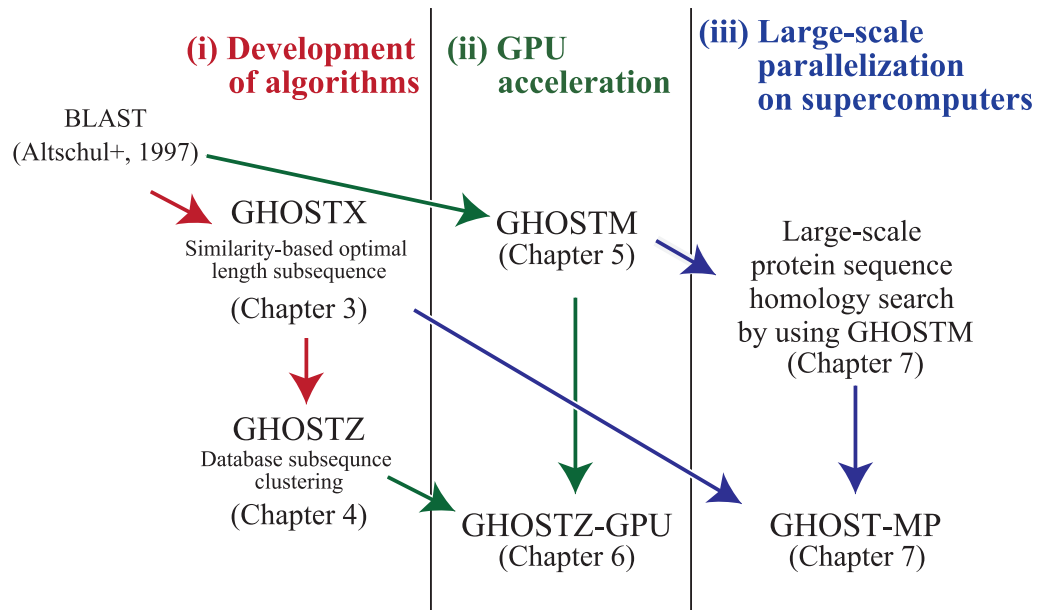 (i) Development
of algorithms
(ii) GPU
acceleration
(iii) Large-scale
parallelization
on supercomputers
BLAST
(Altschul+, 1997)
GHOSTX
Similarity-based optimal
length subsequence
(Chapter 3)
GHOSTM
(Chapter 5)
Large-scale
protein sequence
homology search
by using GHOSTM
(Chapter 7)
GHOSTZ
Database subsequnce
clustering
(Chapter 4)
GHOSTZ-GPU
(Chapter 6)
GHOST-MP
(Chapter 7)